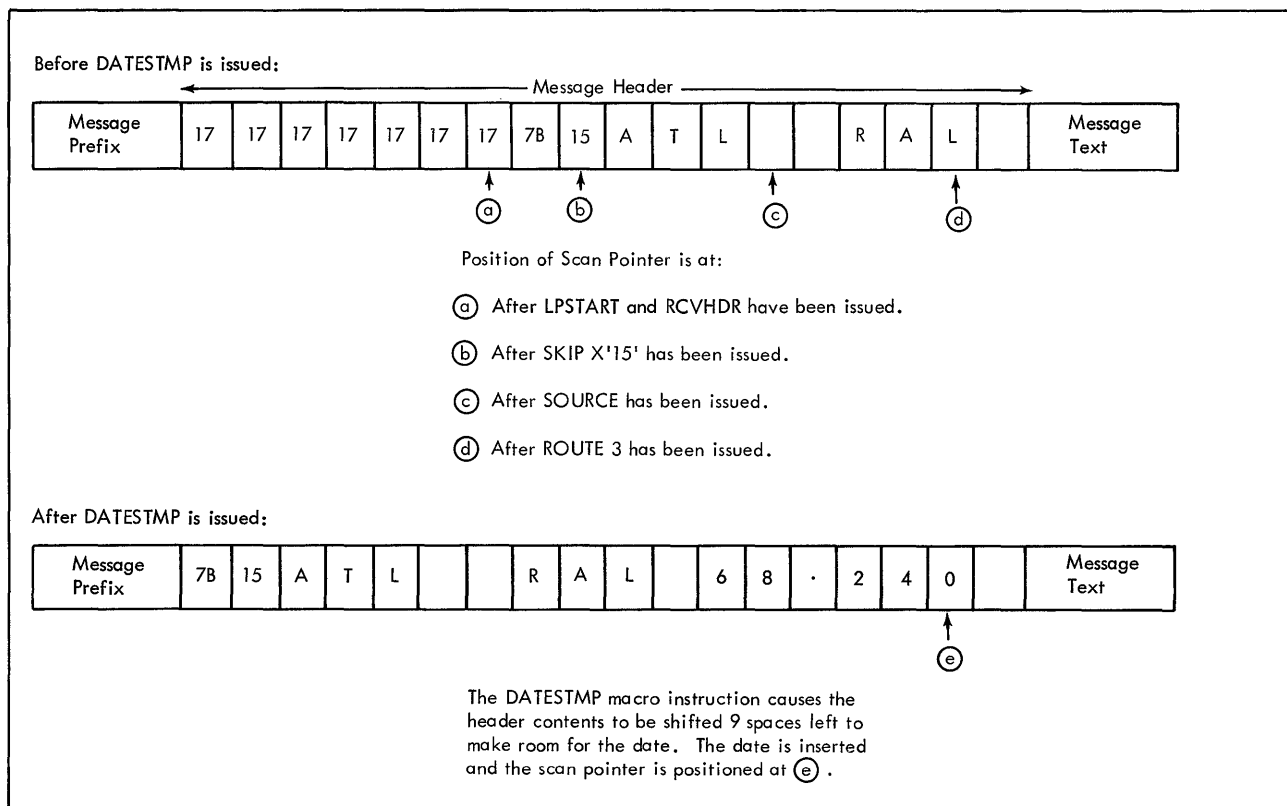 Before DATESTMP is issued:
Message Header
Message Prefix 17 17 17 17 17 17 17 7B 15 A T L R A L Message Text
a b c d
Position of Scan Pointer is at:
a After LPSTART and RCVHDR have been issued.
b After SKIP X'15' has been issued.
c After SOURCE has been issued.
d After ROUTE 3 has been issued.
After DATESTMP is issued:
Message Prefix 7B 15 A T L R A L 6 8 . 2 4 0 Message Text
e
The DATESTMP macro instruction causes the
header contents to be shifted 9 spaces left to
make room for the date. The date is inserted
and the scan pointer is positioned at e .